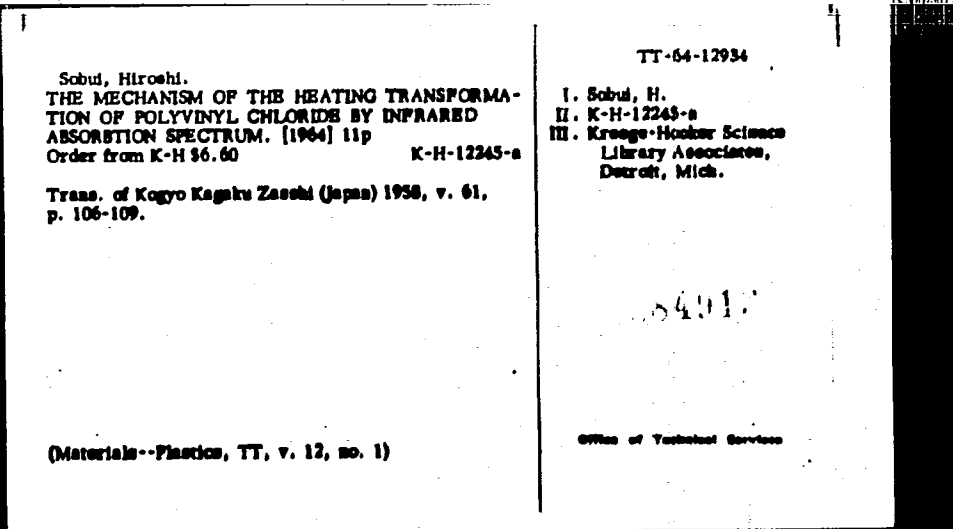 Sobui, Hiroshi.
THE MECHANISM OF THE HEATING TRANSFORMA-
TION OF POLYVINYL CHLORIDE BY INFRARED
ABSORBTION SPECTRUM. [1964] 11p
Order from K-H $6.60 K-H-12245-a
Trans. of Kogyo Kagaku Zasshi (Japan) 1958, v. 61,
p. 106-109.
(Materials--Plastics, TT, v. 12, no. 1)
TT-64-12934
I. Sobui, H.
II. K-H-12245-a
III. Kresge-Hooker Science
Library Associates,
Detroit, Mich.
Office of Technical Services